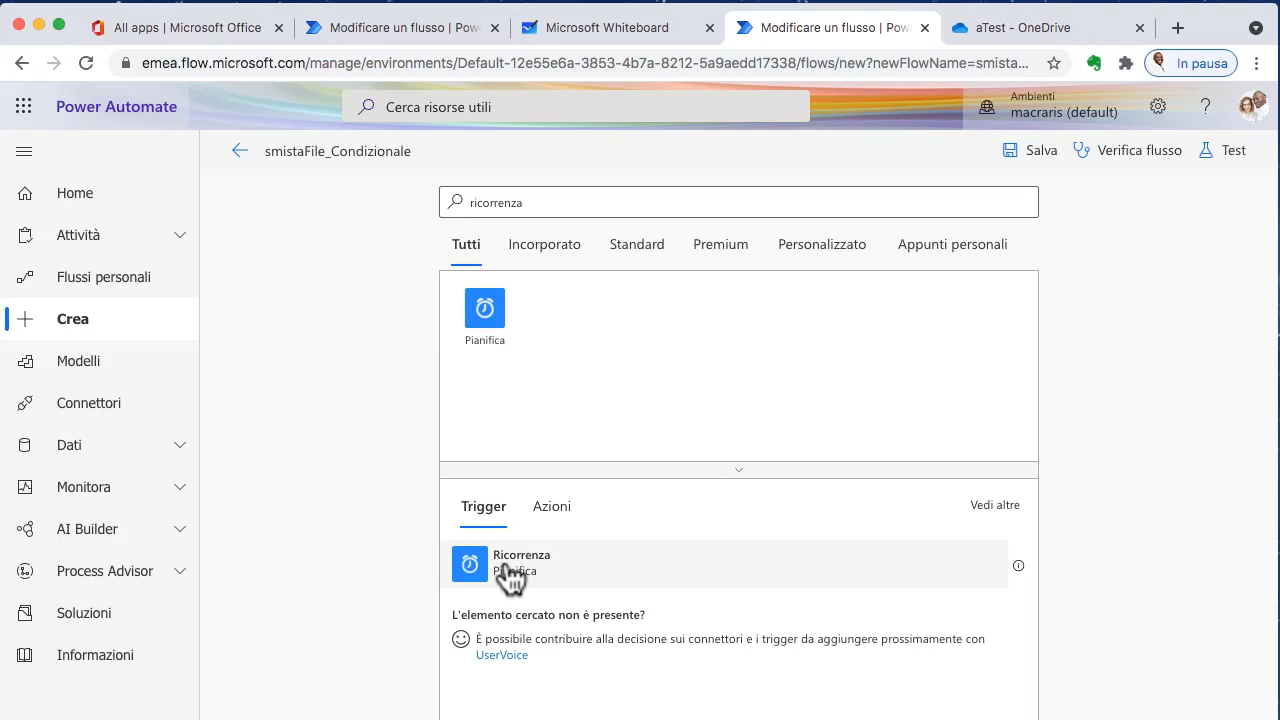 All apps | Microsoft Office
Modificare un flusso | Powe
Microsoft Whiteboard
Modificare un flusso | Powe
aTest - OneDrive
emea.flow.microsoft.com/manage/environments/Default-12e55e6a-3853-4b7a-8212-5a9aedd17338/flows/new?newFlowName=smista...
In pausa
Power Automate
Cerca risorse utili
Ambienti
macraris (default)
smistaFile_Condizionale
Salva
Verifica flusso
Test
Home
Attività
Flussi personali
Crea
Modelli
Connettori
Dati
Monitora
AI Builder
Process Advisor
Soluzioni
Informazioni
ricorrenza
Tutti
Incorporato
Standard
Premium
Personalizzato
Appunti personali
Pianifica
Trigger
Azioni
Vedi altre
Ricorrenza
Pianifica
L'elemento cercato non è presente?
È possibile contribuire alla decisione sui connettori e i trigger da aggiungere prossimamente con
UserVoice